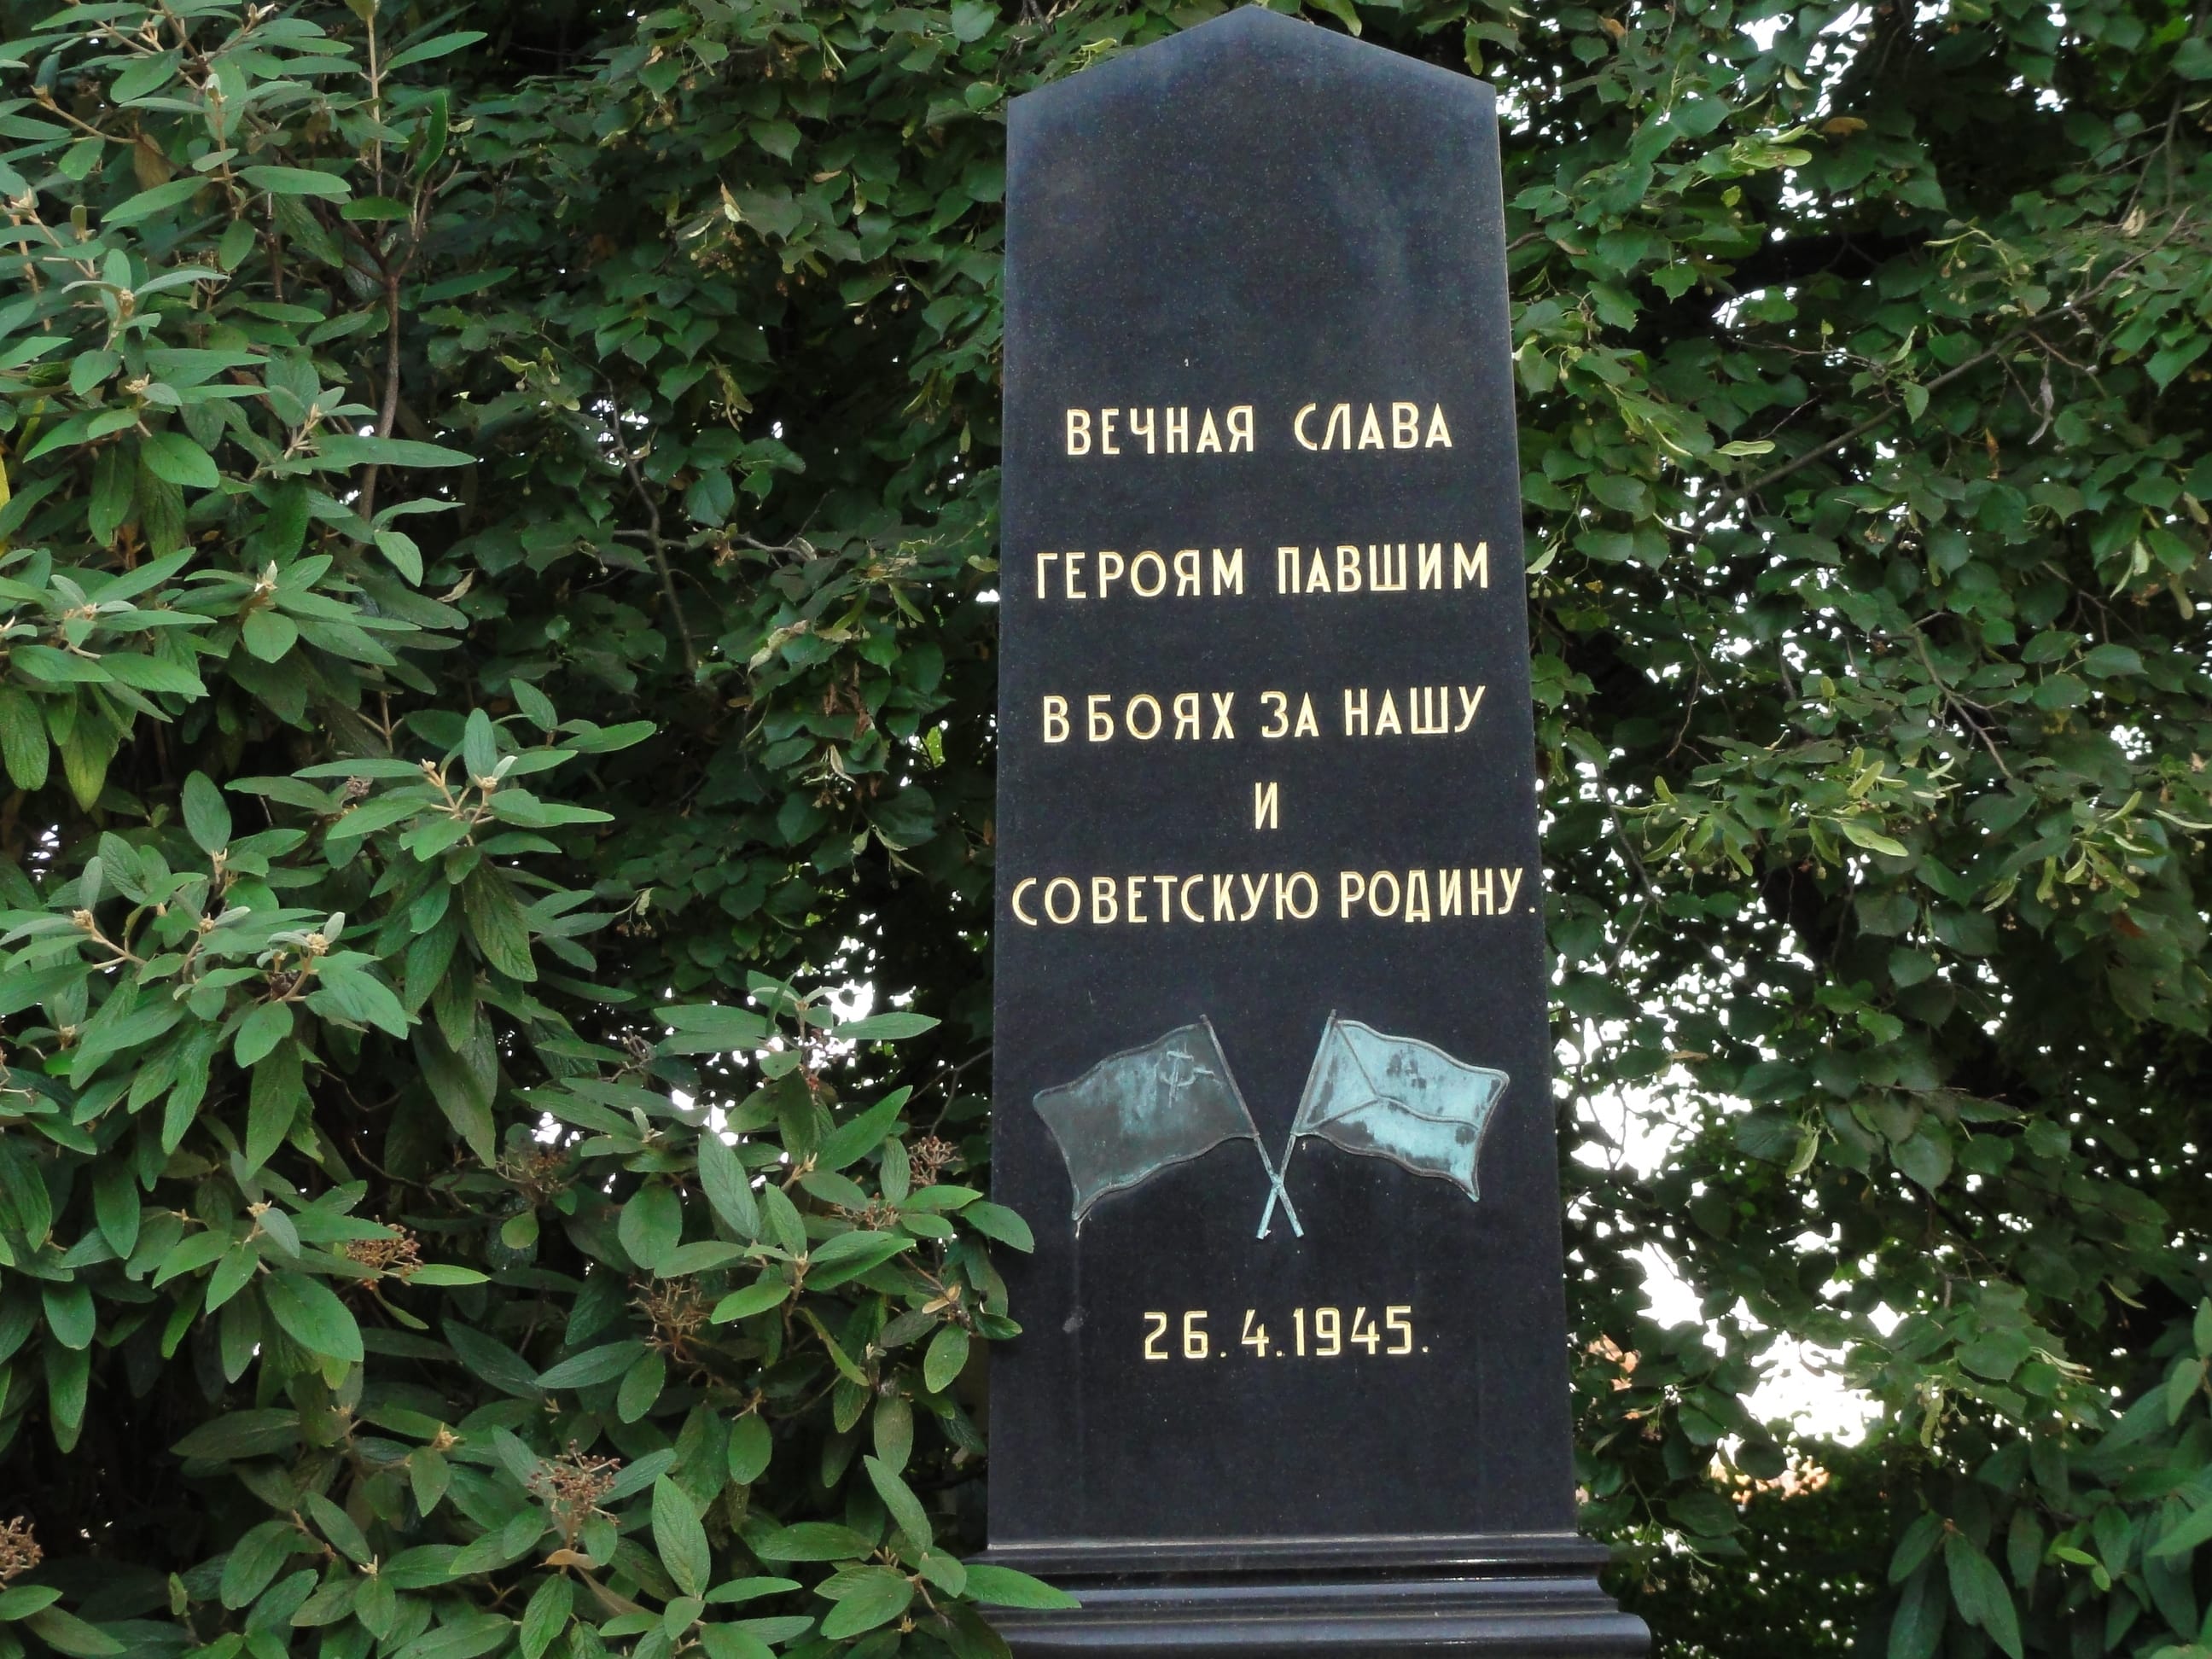 ВЕЧНАЯ СЛАВА
ГЕРОЯМ ПАВШИМ
В БОЯХ ЗА НАШУ
И
СОВЕТСКУЮ РОДИНУ.
26.4.1945.